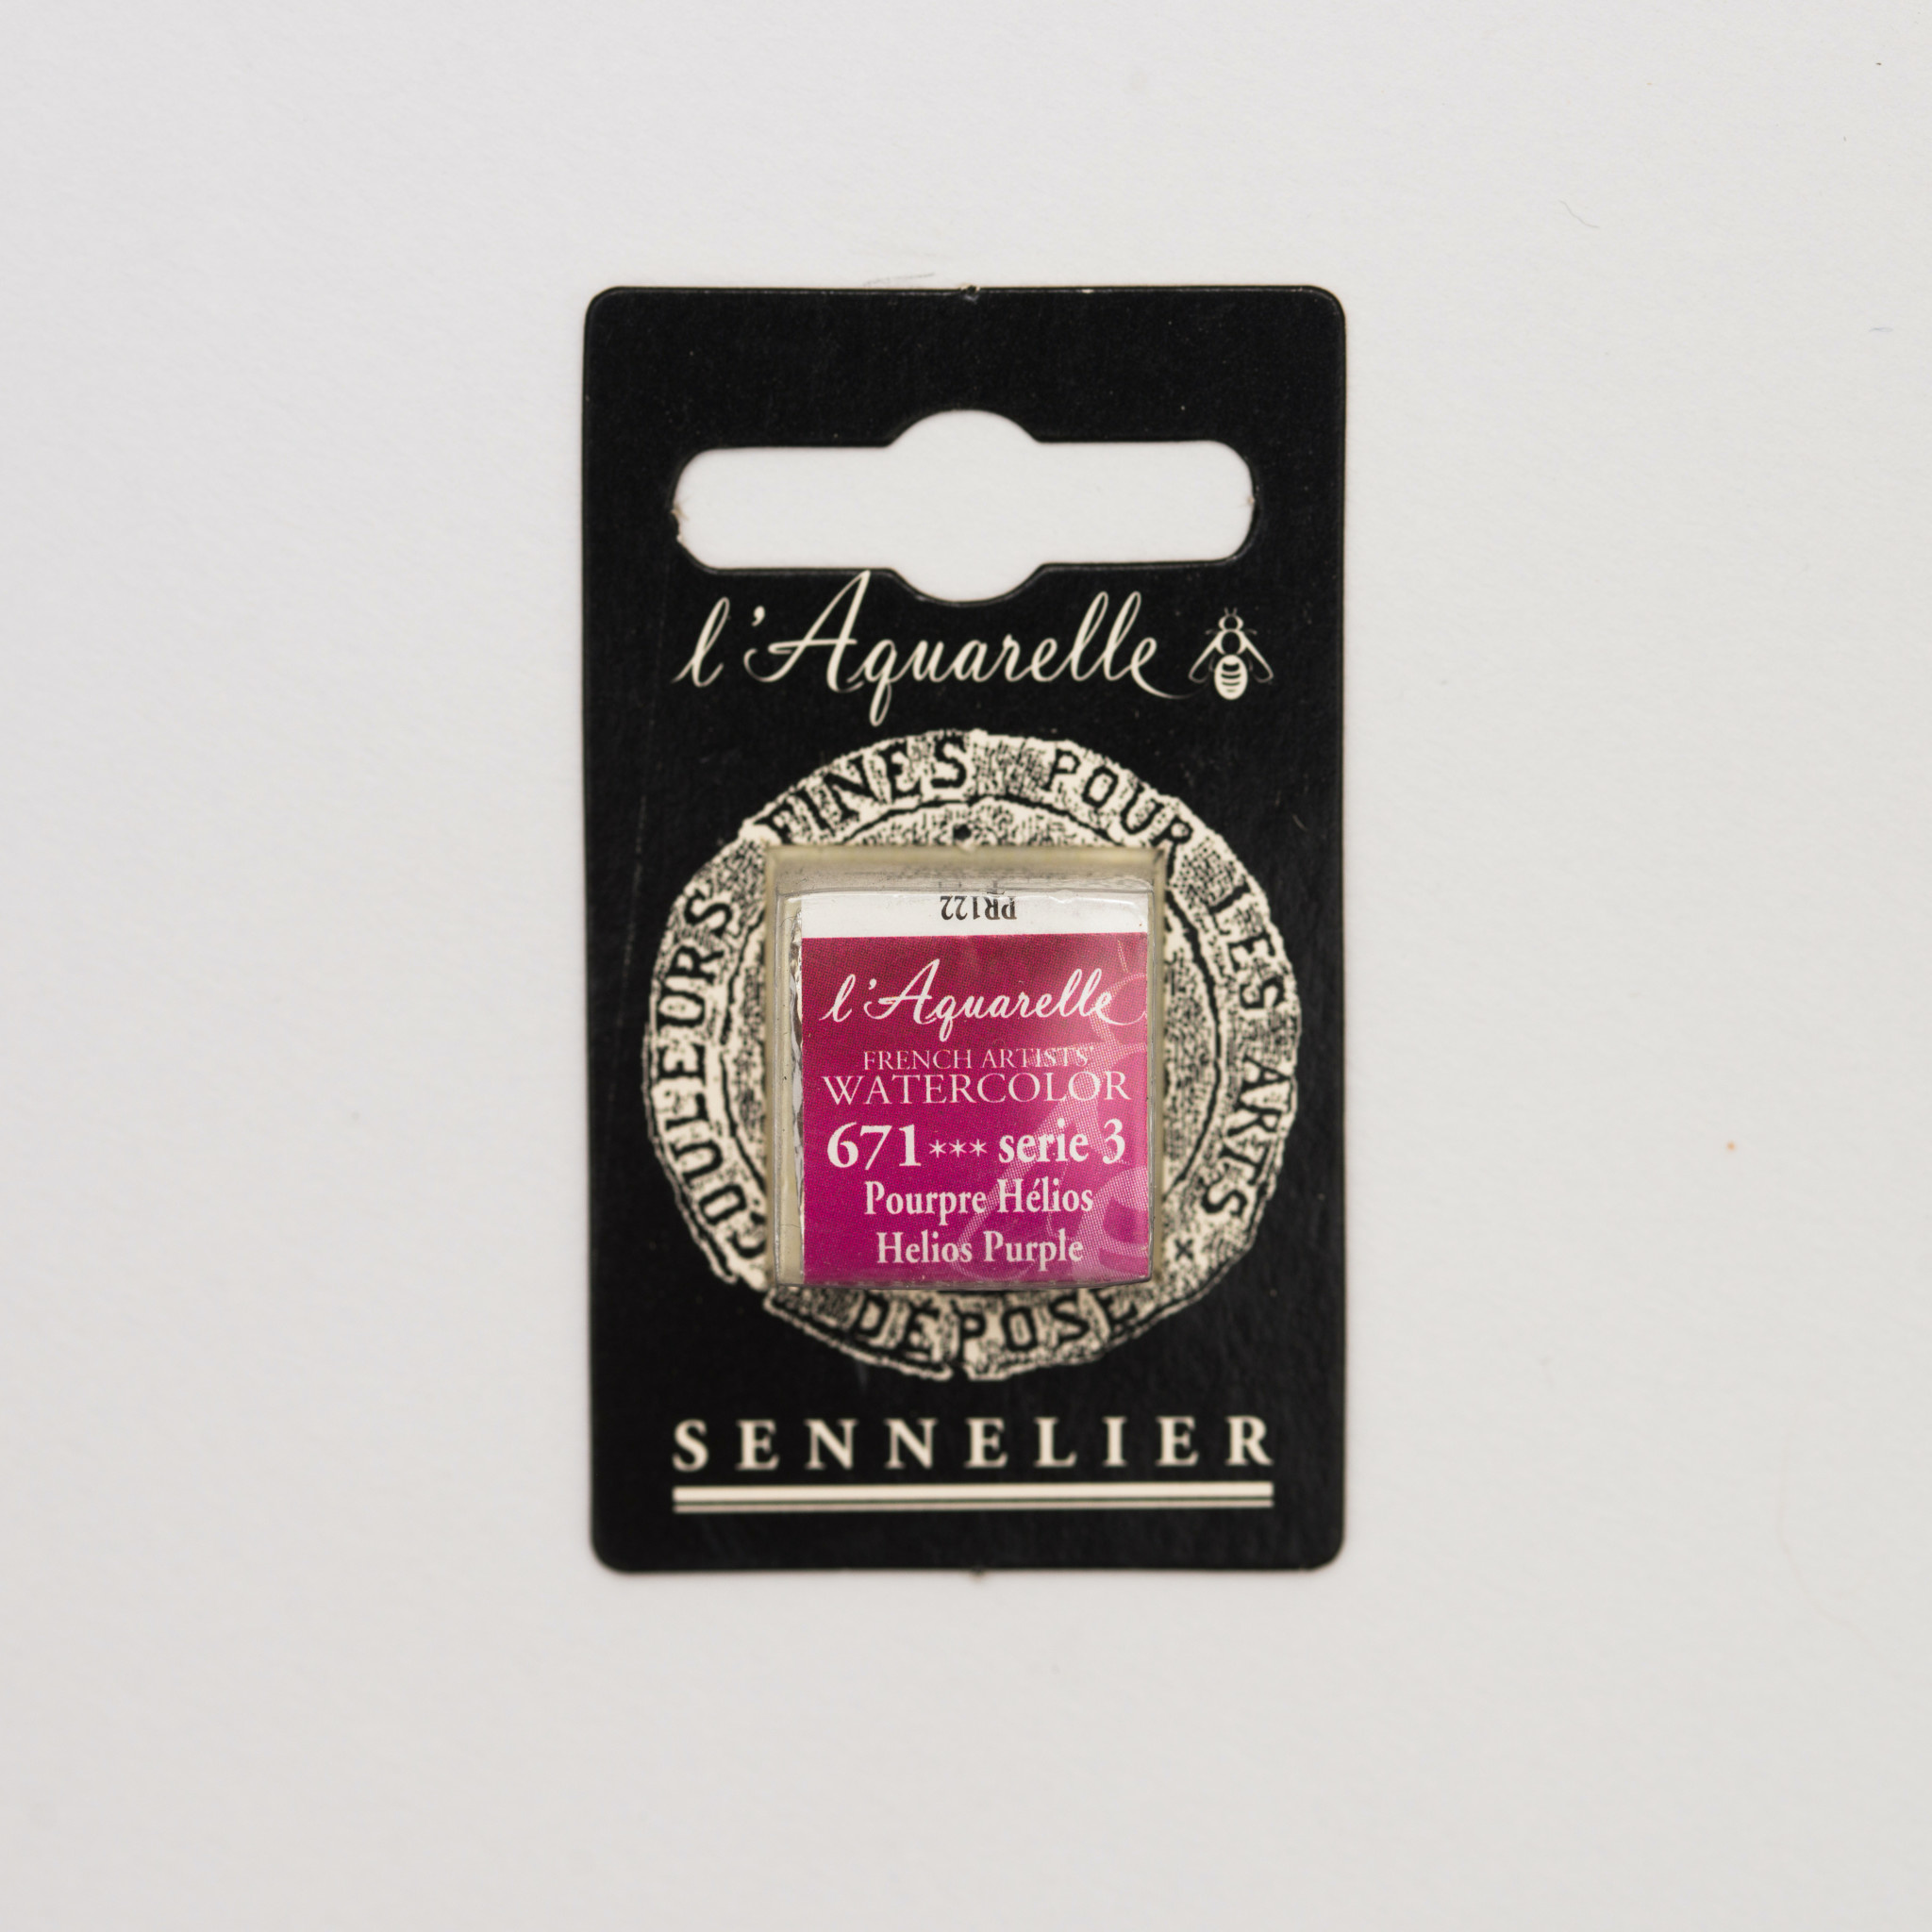 l'Aquarelle
COULEURS FINES POUR LES ARTS
PR122
l'Aquarelle
FRENCH ARTISTS'
WATERCOLOR
671*** serie 3
Pourpre Hélios
Helios Purple
DÉPOSÉ
SENNELIER